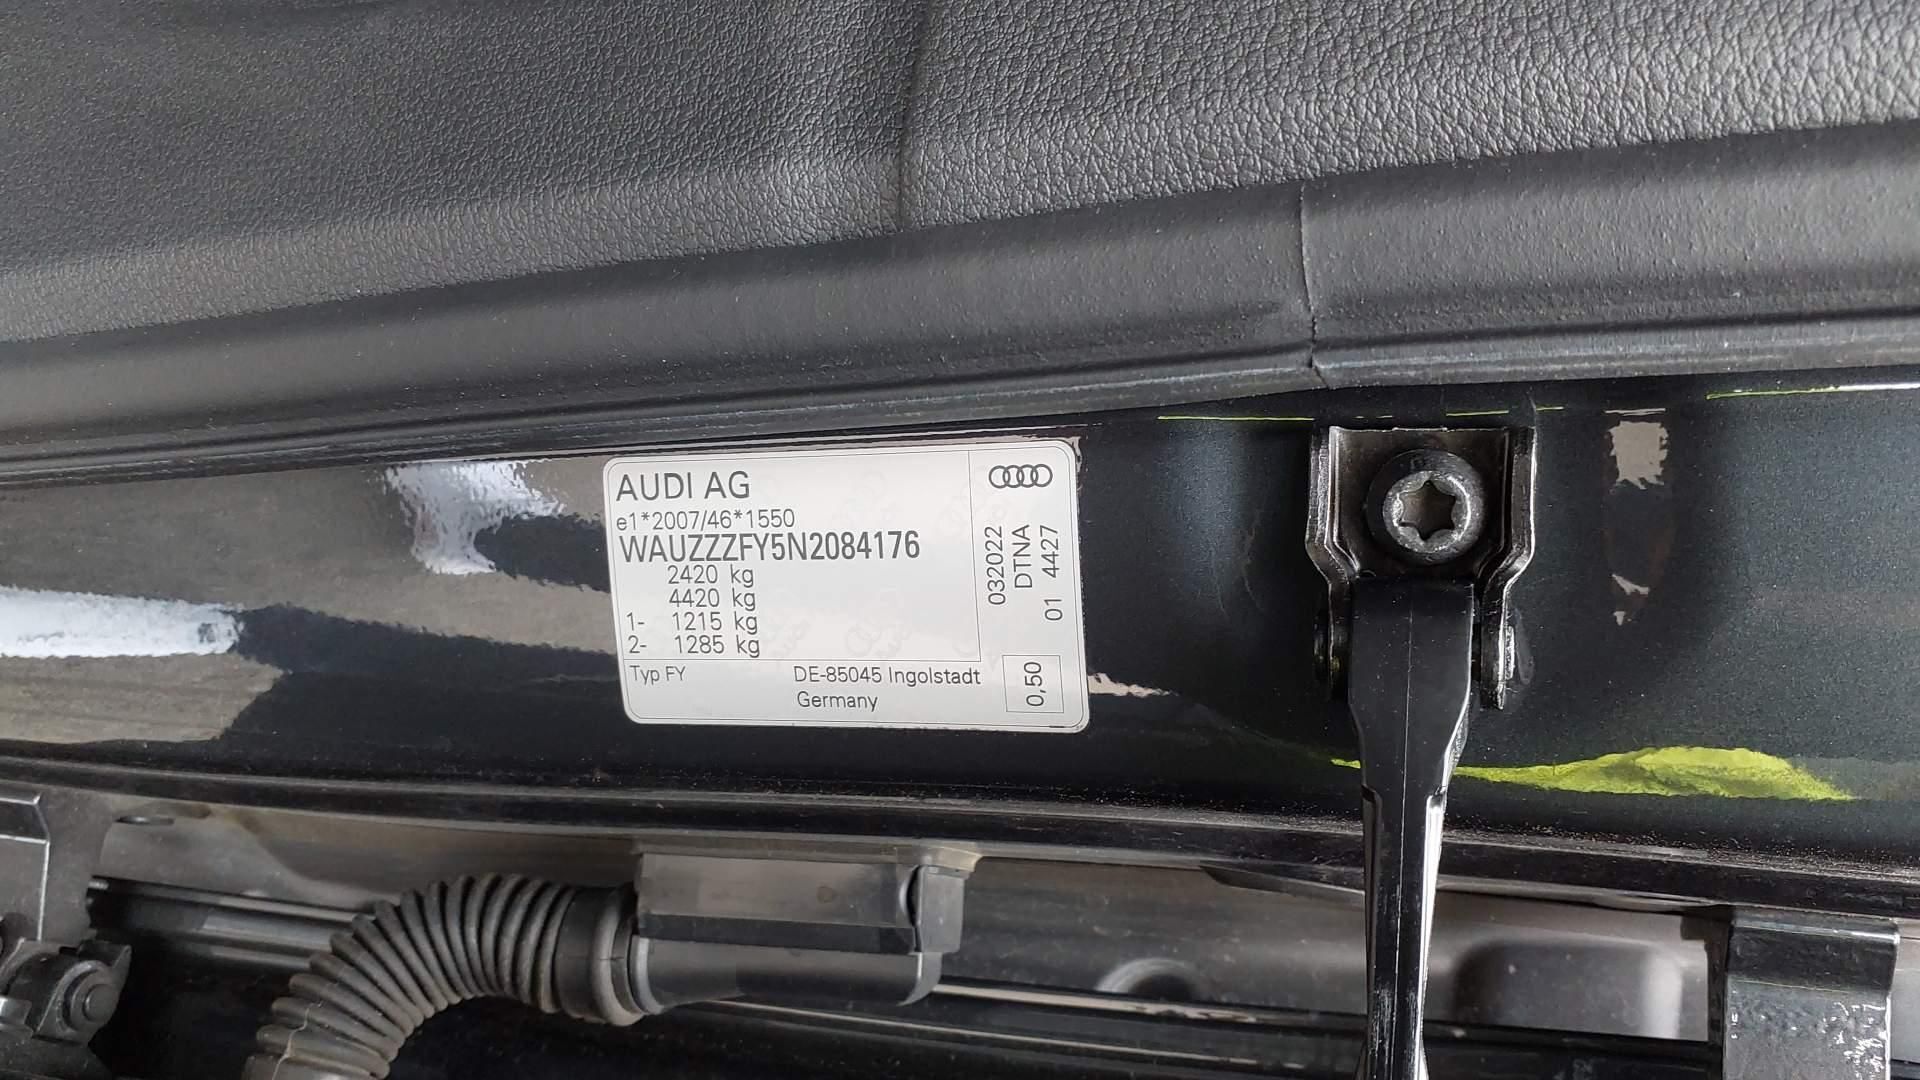 AUDI AG
e1*2007/46*1550
WAUZZZFY5N2084176
2420 kg
4420 kg
1- 1215 kg
2- 1285 kg
Typ FY
DE-85045 Ingolstadt
Germany
032022
DTNA
01 4427
0,50